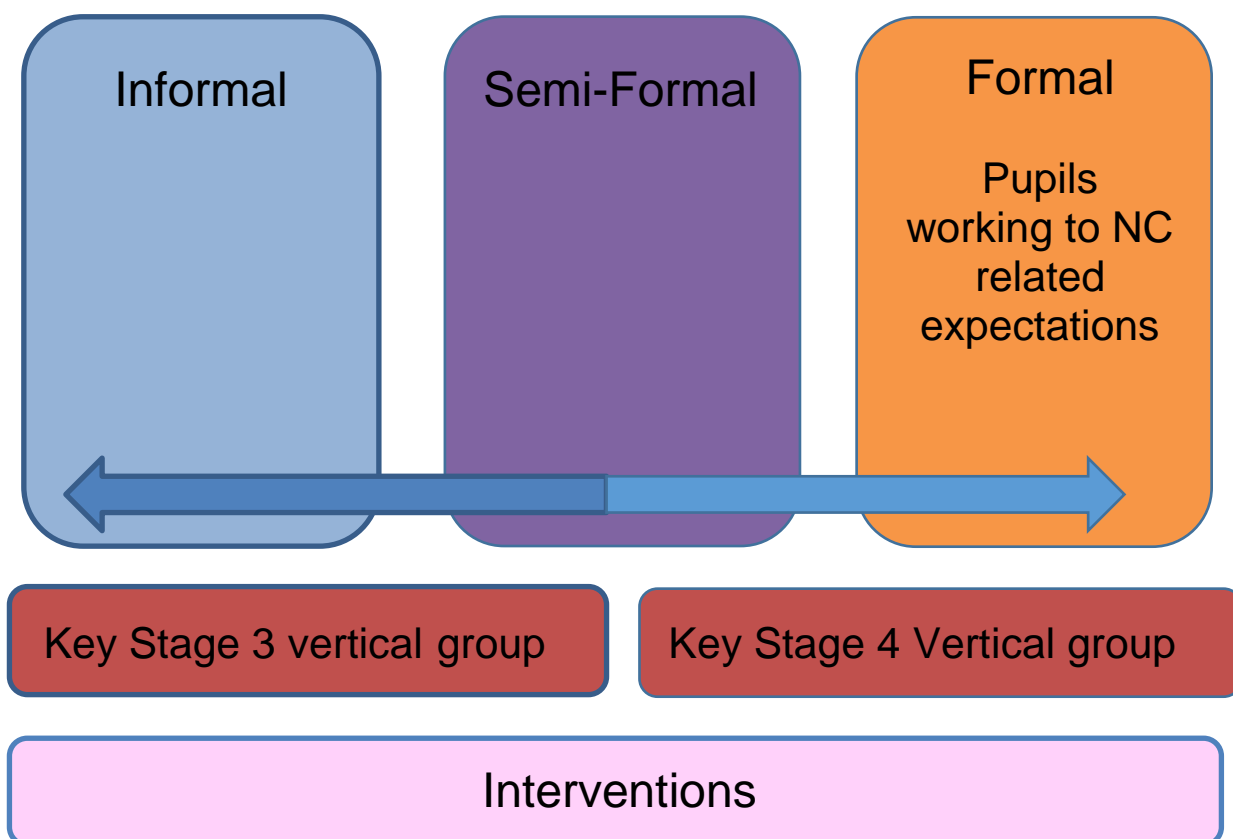 Informal
Semi-Formal
Formal
Pupils
working to NC
related
expectations
Key Stage 3 vertical group
Key Stage 4 Vertical group
Interventions